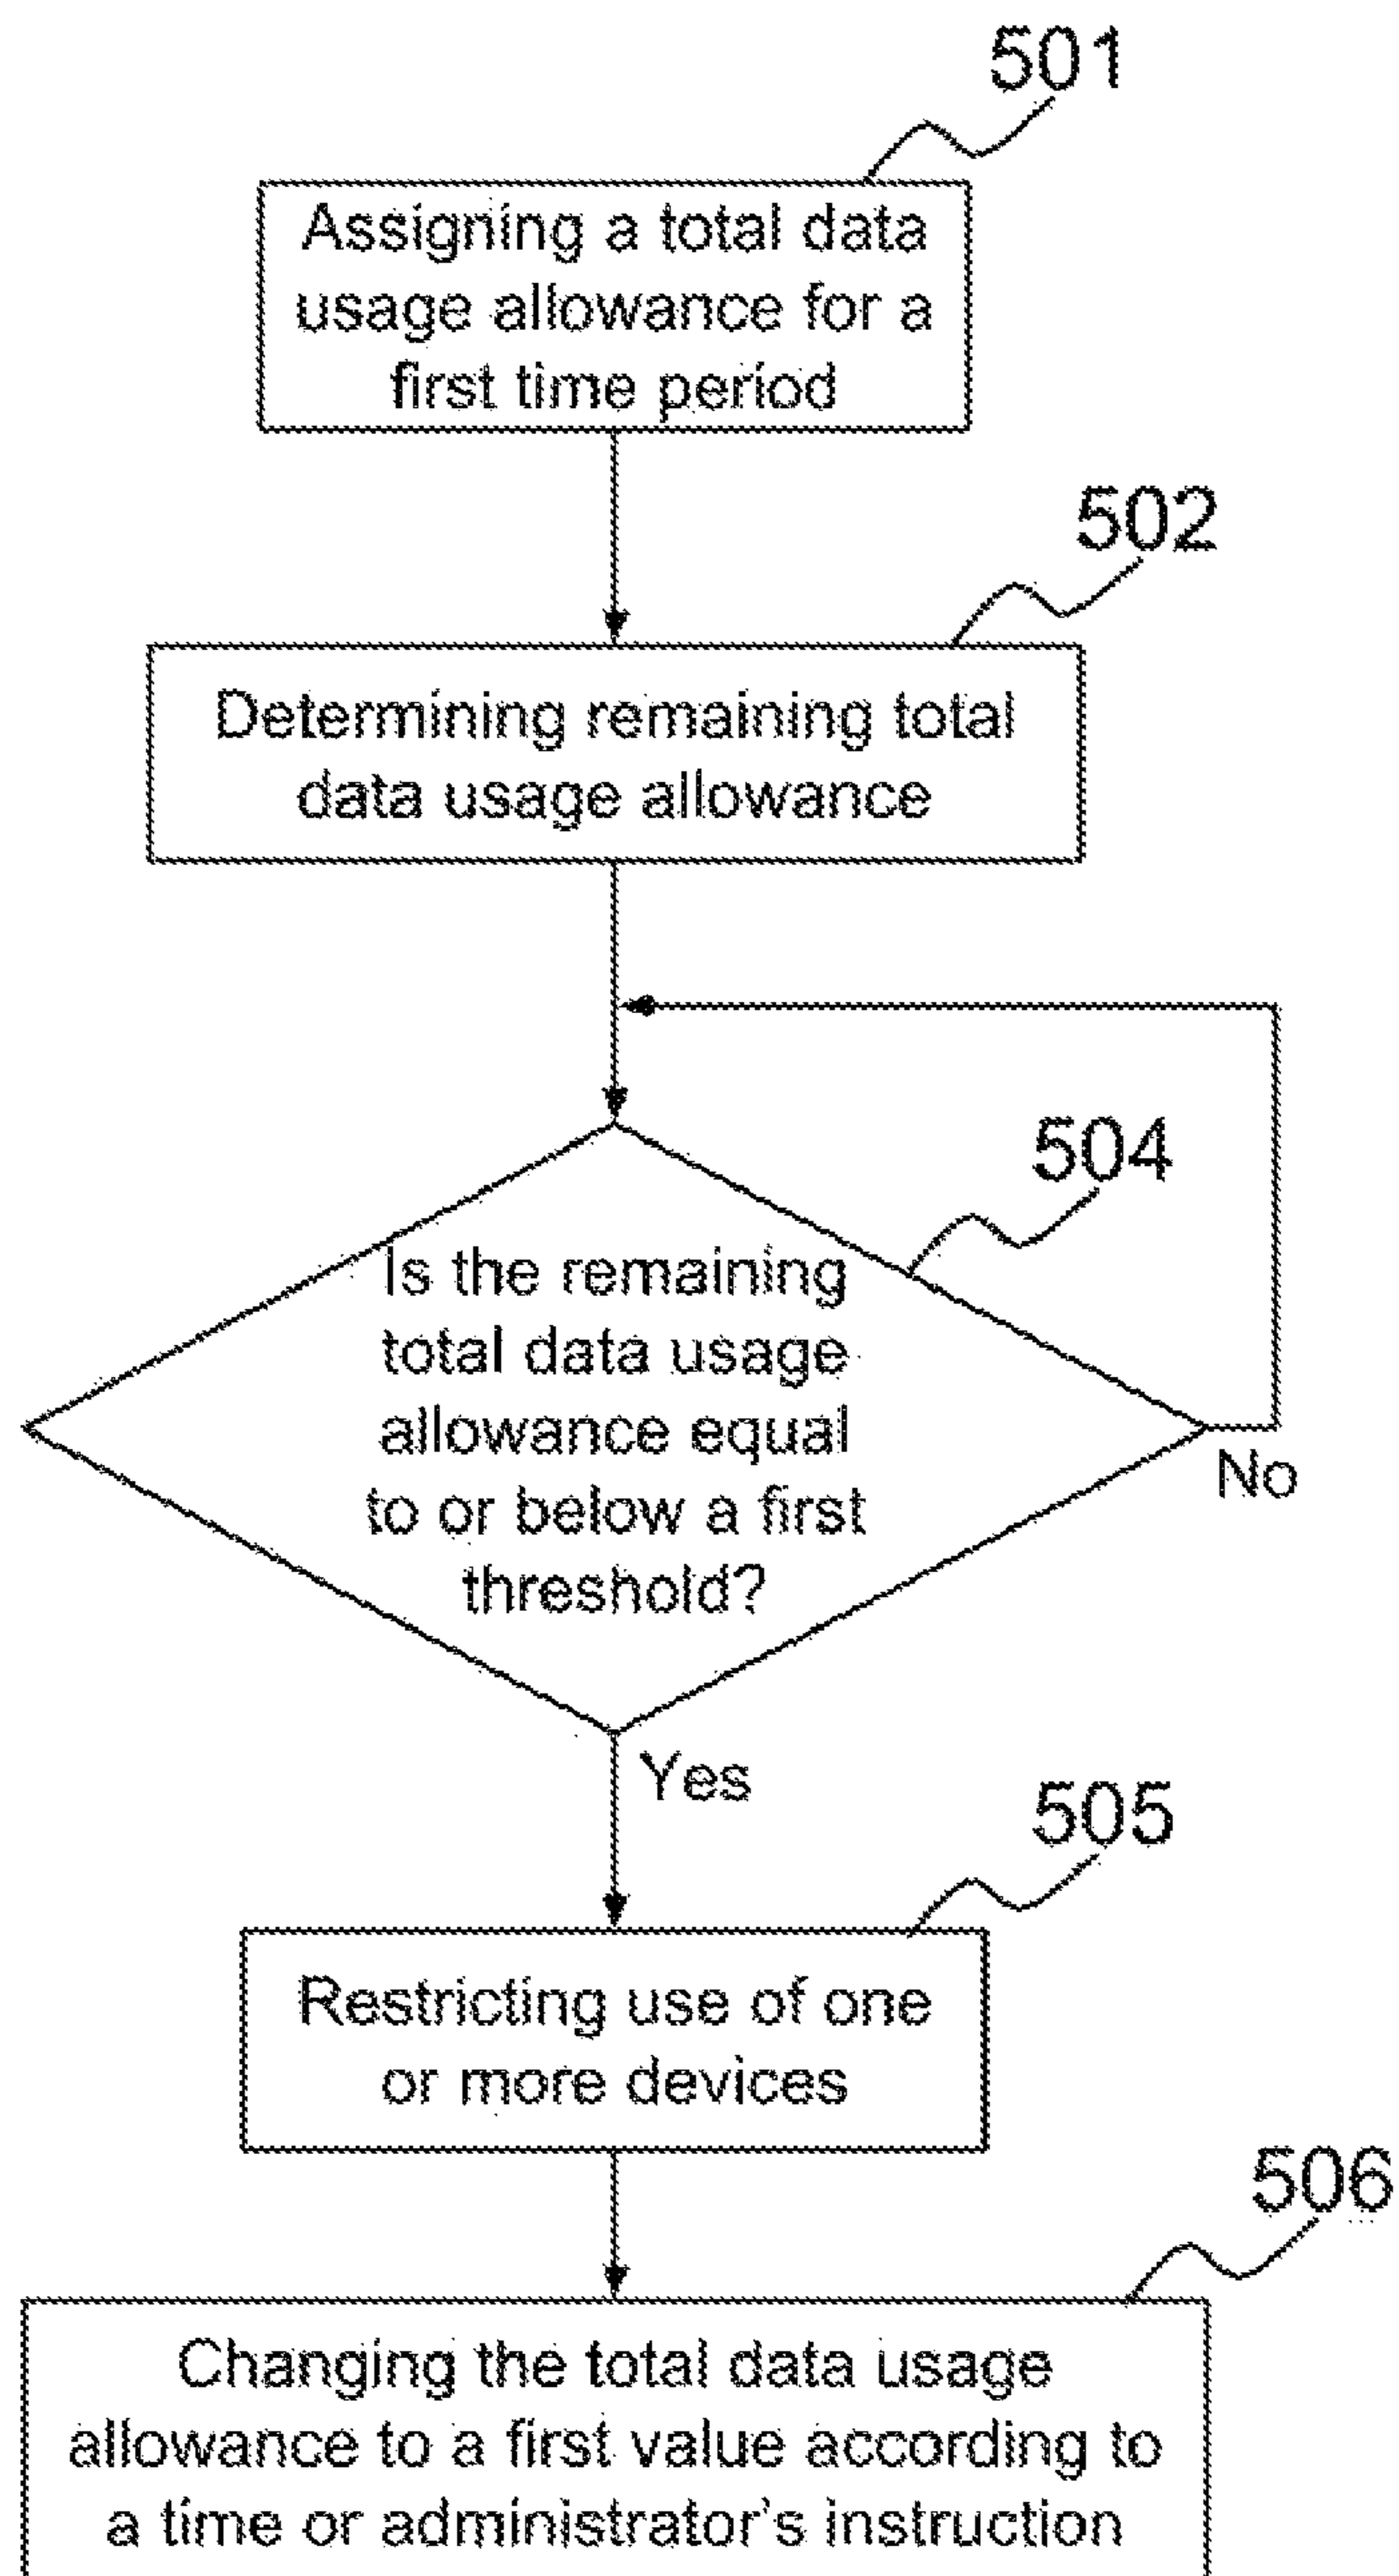 501
Assigning a total data
usage allowance for a
first time period
502
Determining remaining total
data usage allowance
504
Is the remaining
total data usage
allowance equal
to or below a first
threshold?
No
Yes
505
Restricting use of one
or more devices
506
Changing the total data usage
allowance to a first value according to
a time or administrator's instruction